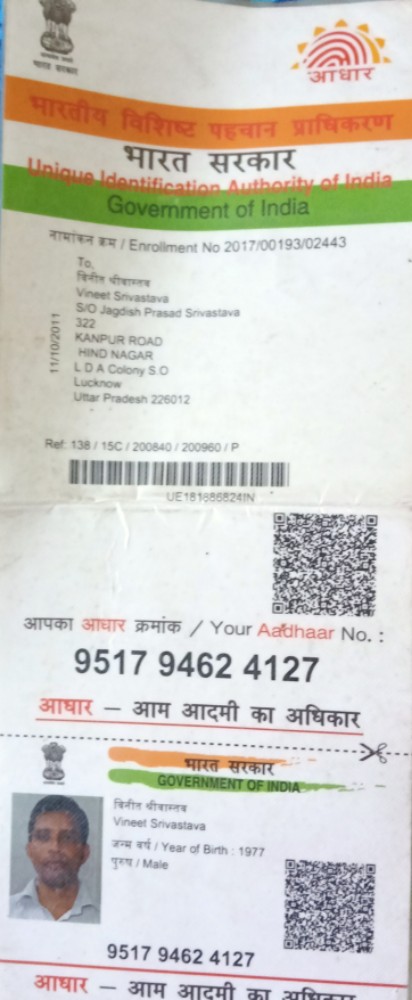 भारत सरकार
आधार
भारतीय विशिष्ट पहचान प्राधिकरण
भारत सरकार
Unique Identification Authority of India
Government of India
नामांकन क्रम / Enrollment No 2017/00193/02443
To,
विनीत श्रीवास्तव
Vineet Srivastava
S/O Jagdish Prasad Srivastava
322
KANPUR ROAD
HIND NAGAR
L D A Colony S.O
Lucknow
Uttar Pradesh 226012
11/10/2011
Ref: 138 / 15C / 200840 / 200960 / P
UE181686824IN
आपका आधार क्रमांक / Your Aadhaar No. :
9517 9462 4127
आधार – आम आदमी का अधिकार
भारत सरकार
GOVERNMENT OF INDIA
विनीत श्रीवास्तव
Vineet Srivastava
जन्म वर्ष / Year of Birth : 1977
पुरुष / Male
9517 9462 4127
आधार – आम आदमी का अधिकार